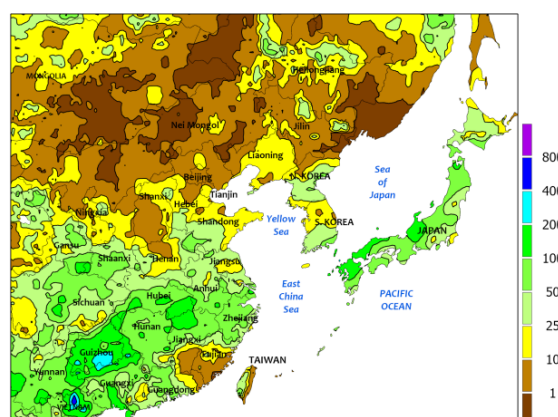 MONGOLIA
Heilongjiang
Nei Mongol
Jilin
Liaoning
Beijing
N. KOREA
Sea
of
Japan
Tianjin
Shanxi
Hebei
Ningxia
Shandong
Yellow
Sea
S. KOREA
JAPAN
Gansu
Shaanxi
Henan
Jiangsu
East
China
Sea
PACIFIC
OCEAN
Anhui
Hubei
Sichuan
Zhejiang
Hunan
Jiangxi
Guizhou
Fujian
TAIWAN
Yunnan
Guangxi
Guangdong
VIETNAM
800
400
200
100
50
25
10
1